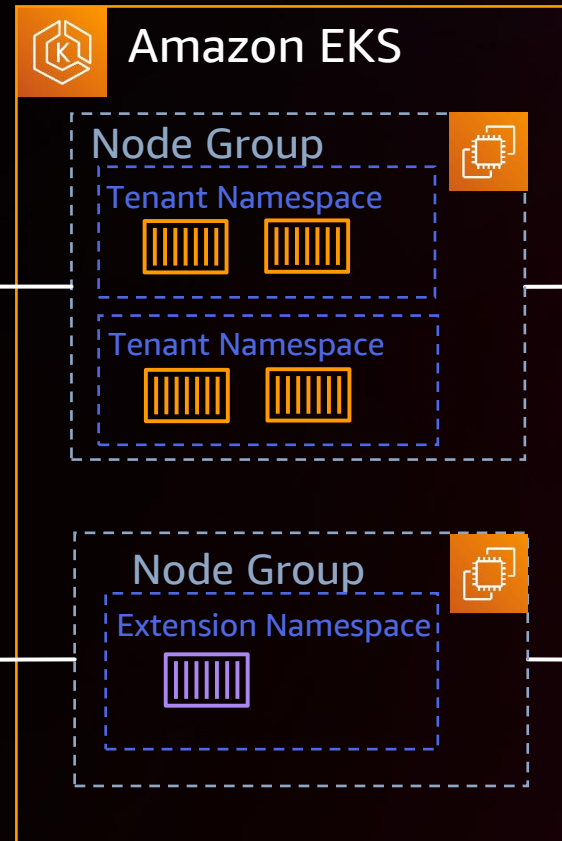 Amazon EKS
Node Group
Tenant Namespace
Tenant Namespace
Node Group
Extension Namespace